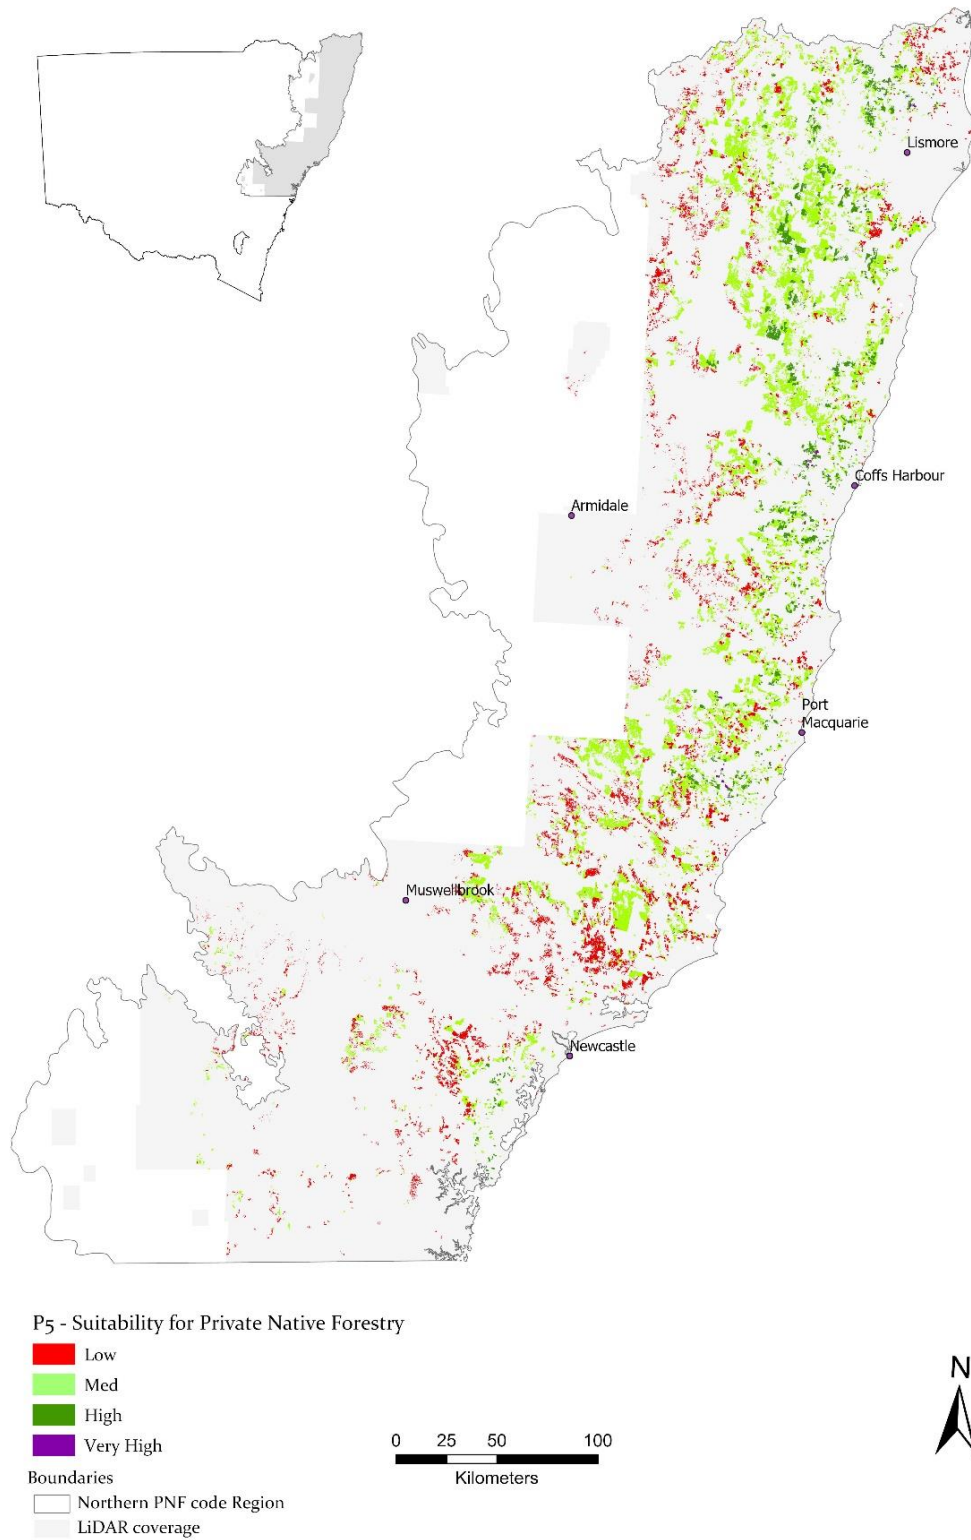 Lismore
Coffs Harbour
Armidale
Port
Macquarie
Muswellbrook
Newcastle
P5 - Suitability for Private Native Forestry
Low
Med
High
Very High
Boundaries
Northern PNF code Region
LiDAR coverage
0 25 50 100
Kilometers
N